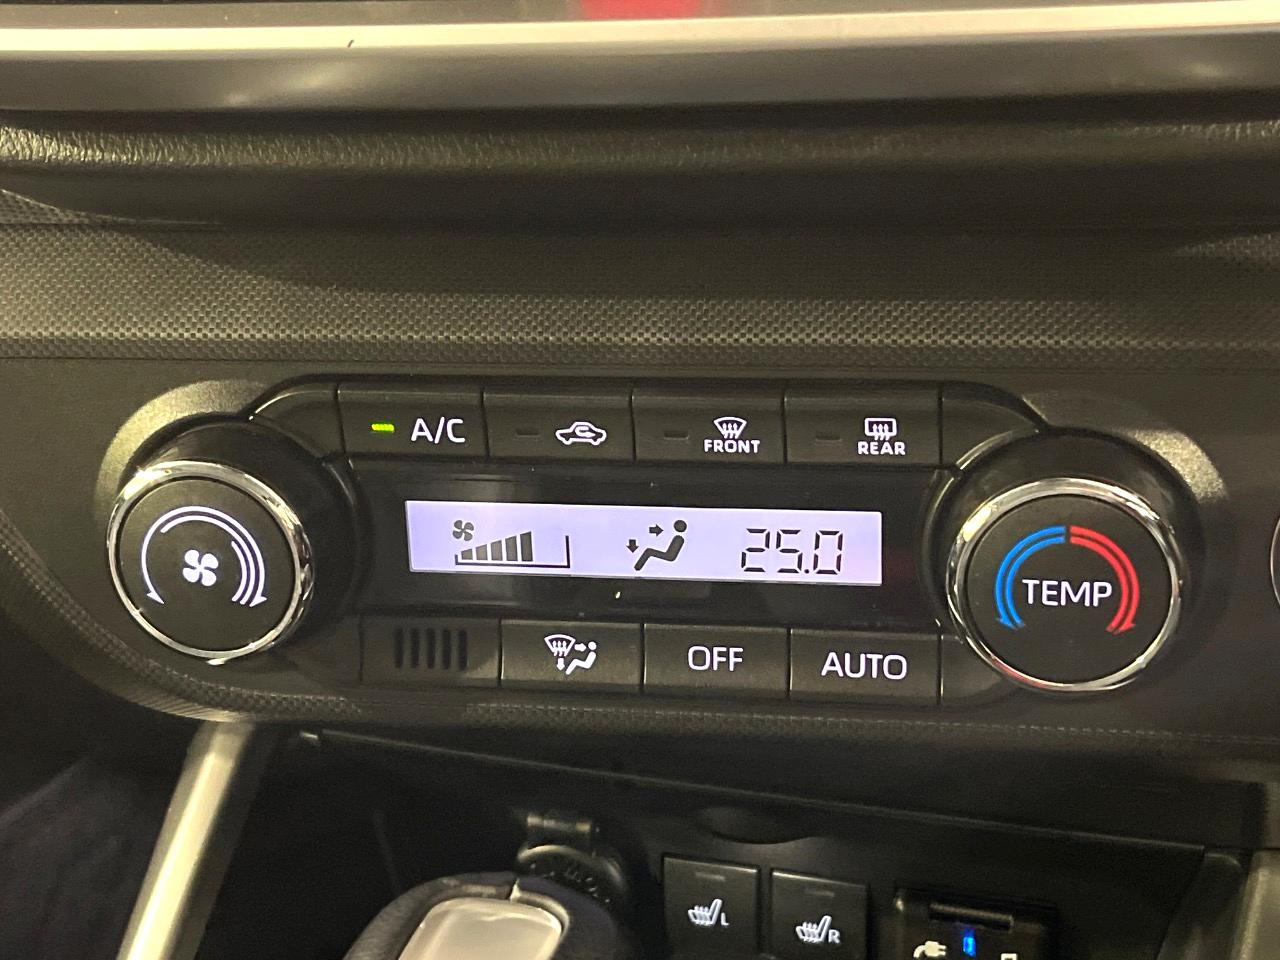 A/C
FRONT
REAR
25.0
TEMP
OFF
AUTO
L
R